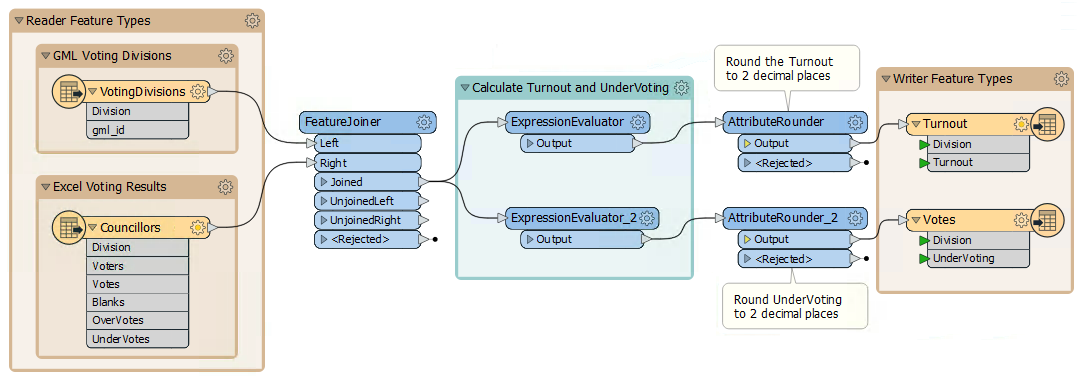 Reader Feature Types
GML Voting Divisions
VotingDivisions
Division
gml_id
Excel Voting Results
Councillors
Division
Voters
Votes
Blanks
OverVotes
UnderVotes
FeatureJoiner
Left
Right
Joined
UnjoinedLeft
UnjoinedRight
<Rejected>
Calculate Turnout and UnderVoting
ExpressionEvaluator
Output
ExpressionEvaluator_2
Output
Round the Turnout
to 2 decimal places
AttributeRounder
Output
<Rejected>
AttributeRounder_2
Output
<Rejected>
Round UnderVoting
to 2 decimal places
Writer Feature Types
Turnout
Division
Turnout
Votes
Division
UnderVoting